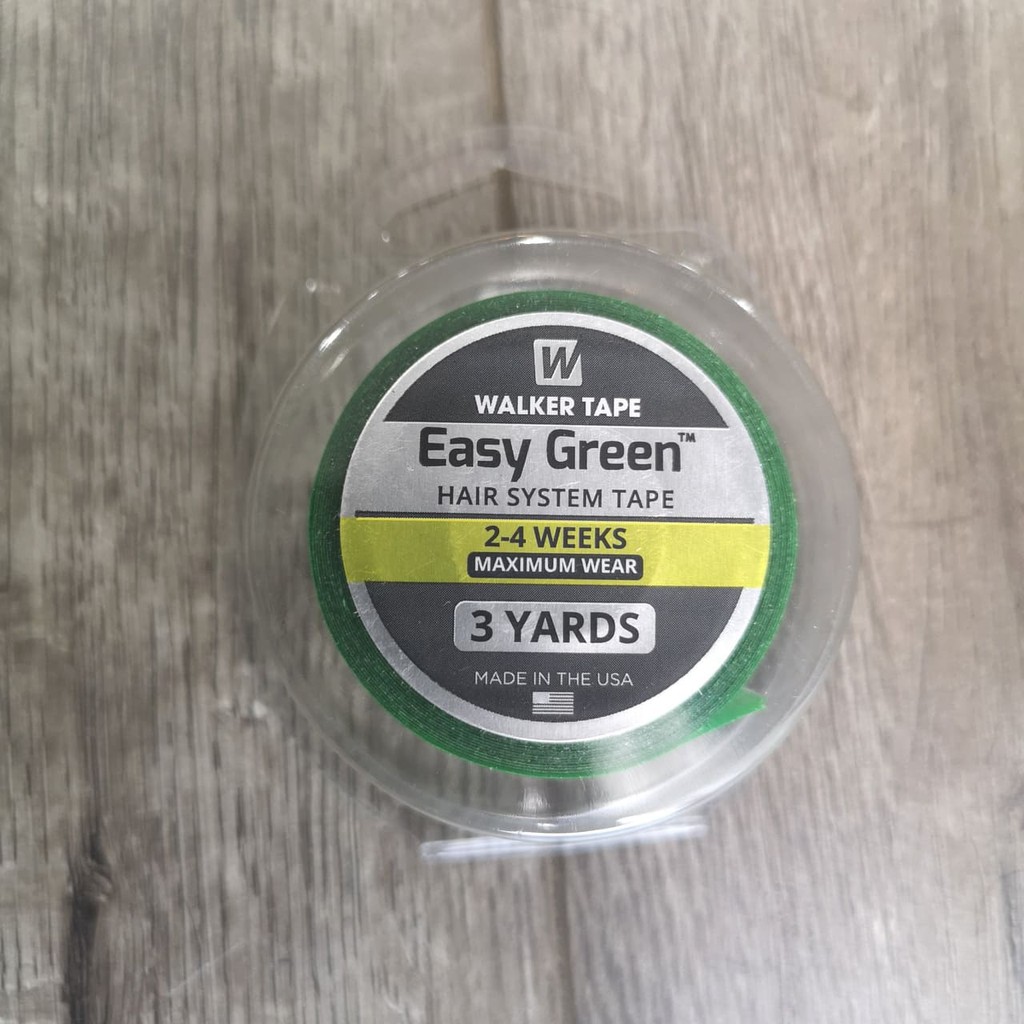 W
WALKER TAPE
Easy Green™
HAIR SYSTEM TAPE
2-4 WEEKS
MAXIMUM WEAR
3 YARDS
MADE IN THE USA